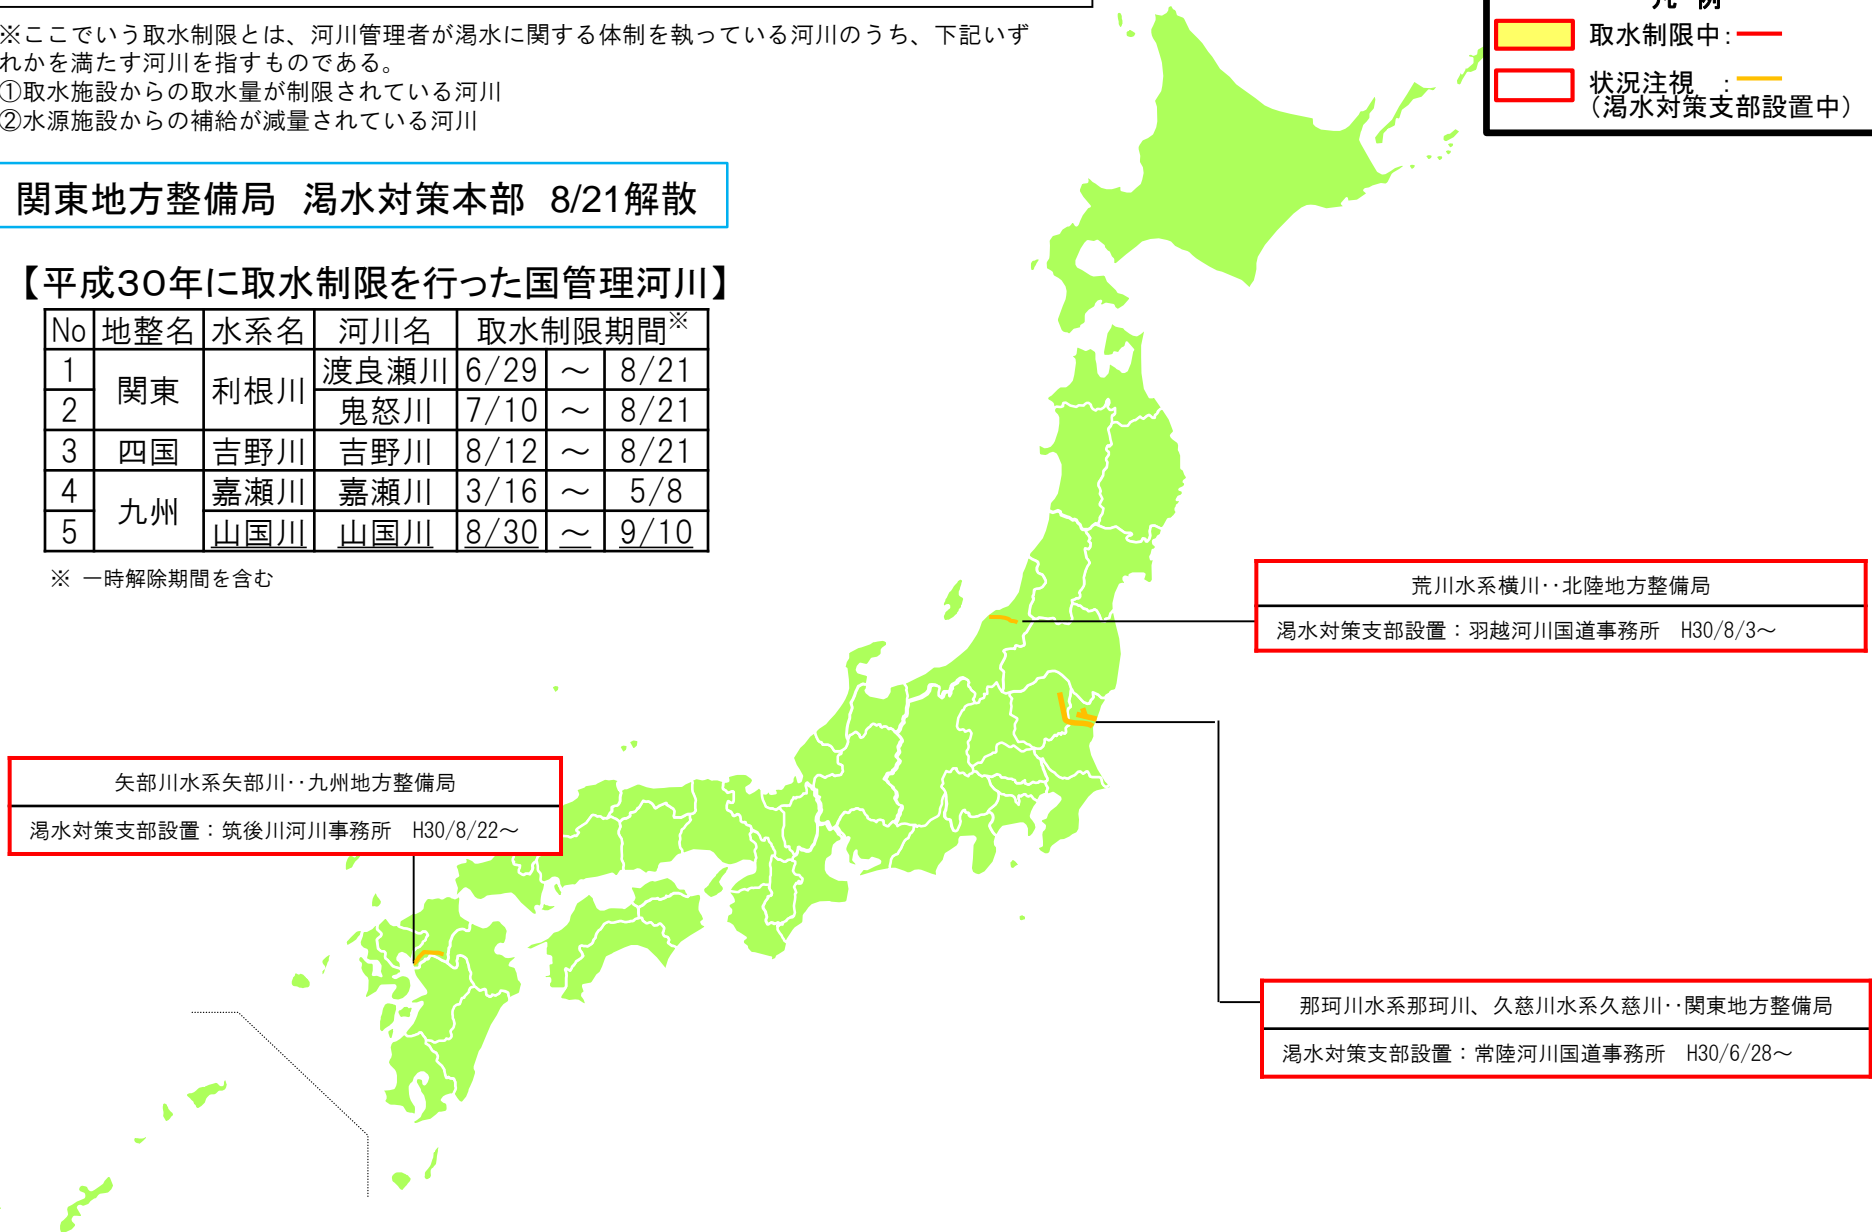 ※ここでいう取水制限とは、河川管理者が渇水に関する体制を執っている河川のうち、下記いず
れかを満たす河川を指すものである。
①取水施設からの取水量が制限されている河川
②水源施設からの補給が減量されている河川
凡 例
取水制限中：
状況注視 ：
（渇水対策支部設置中）
関東地方整備局 渇水対策本部 8/21解散
【平成30年に取水制限を行った国管理河川】
No 地整名 水系名 河川名 取水制限期間※
1 関東 利根川 渡良瀬川 6/29 ～ 8/21
2 鬼怒川 7/10 ～ 8/21
3 四国 吉野川 吉野川 8/12 ～ 8/21
4 九州 嘉瀬川 嘉瀬川 3/16 ～ 5/8
5 山国川 山国川 8/30 ～ 9/10
※ 一時解除期間を含む
荒川水系横川‥北陸地方整備局
渇水対策支部設置：羽越河川国道事務所 H30/8/3～
矢部川水系矢部川‥九州地方整備局
渇水対策支部設置：筑後川河川事務所 H30/8/22～
那珂川水系那珂川、久慈川水系久慈川‥関東地方整備局
渇水対策支部設置：常陸河川国道事務所 H30/6/28～